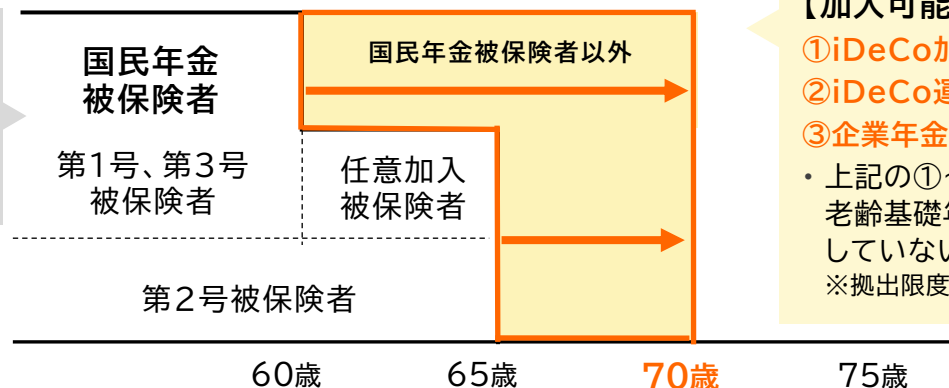 国民年金
被保険者
国民年金被保険者以外
第1号、第3号
被保険者
任意加入
被保険者
第2号被保険者
60歳
65歳
70歳
75歳
【加入可能
①iDeCo
②iDeCo
③企業年金
・上記の①
老齢基礎
していない
※拠出限度